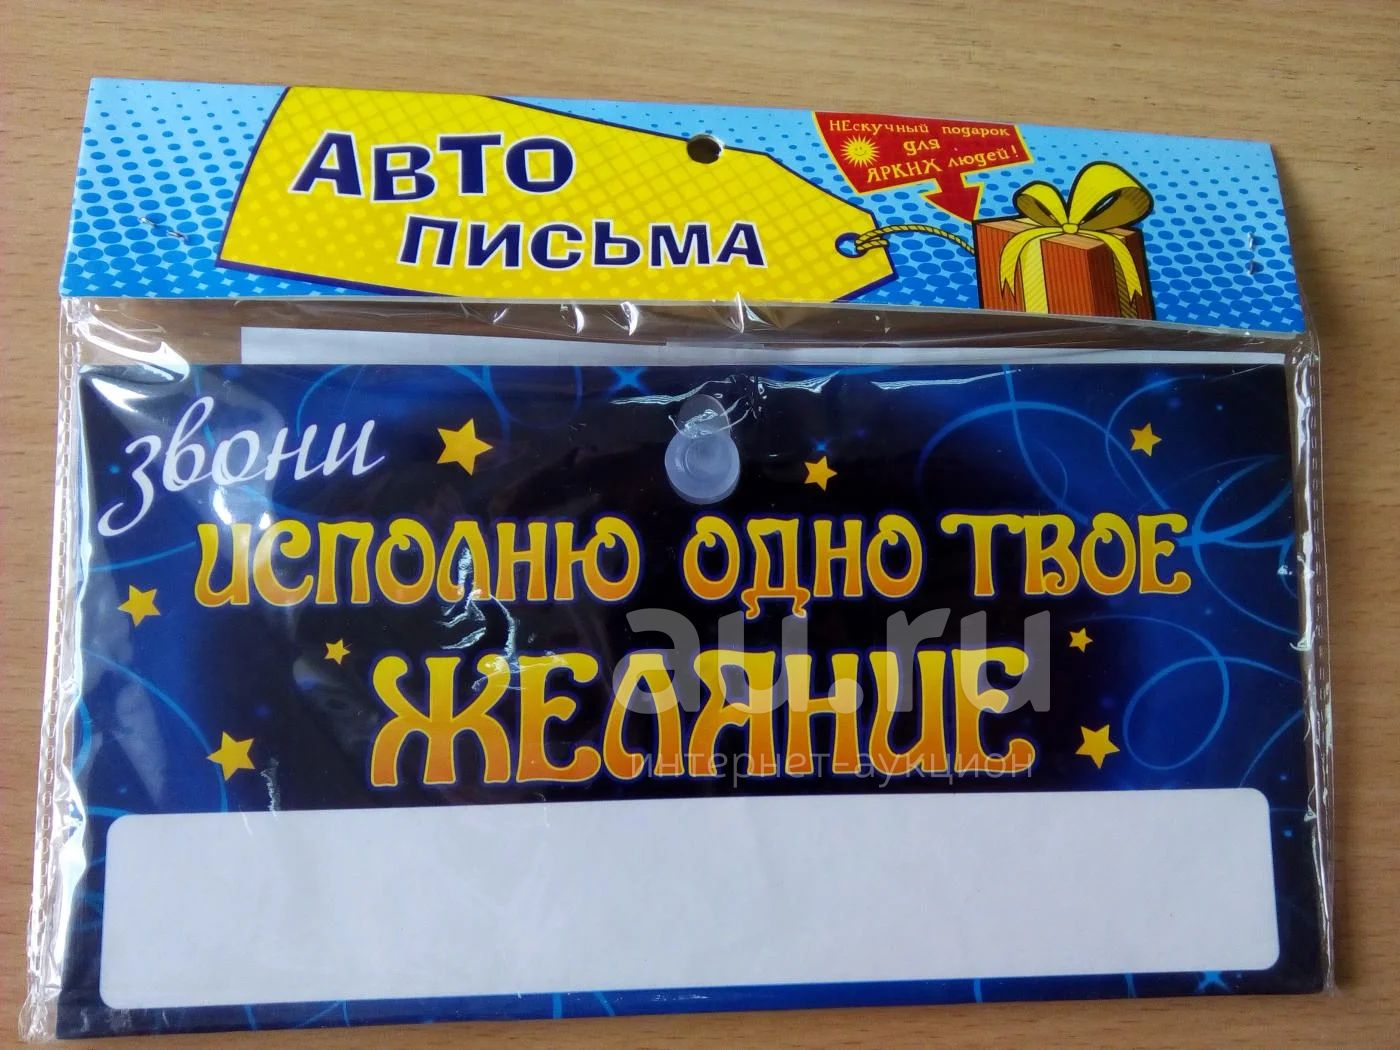 АВТО
ПИСЬМА
НЕскучный подарок
для
ЯРКИХ людей!
звони
ИСПОЛНЮ ОДНО ТВОЕ
ЖЕЛАНИЕ
au.ru
интернет-аукцион